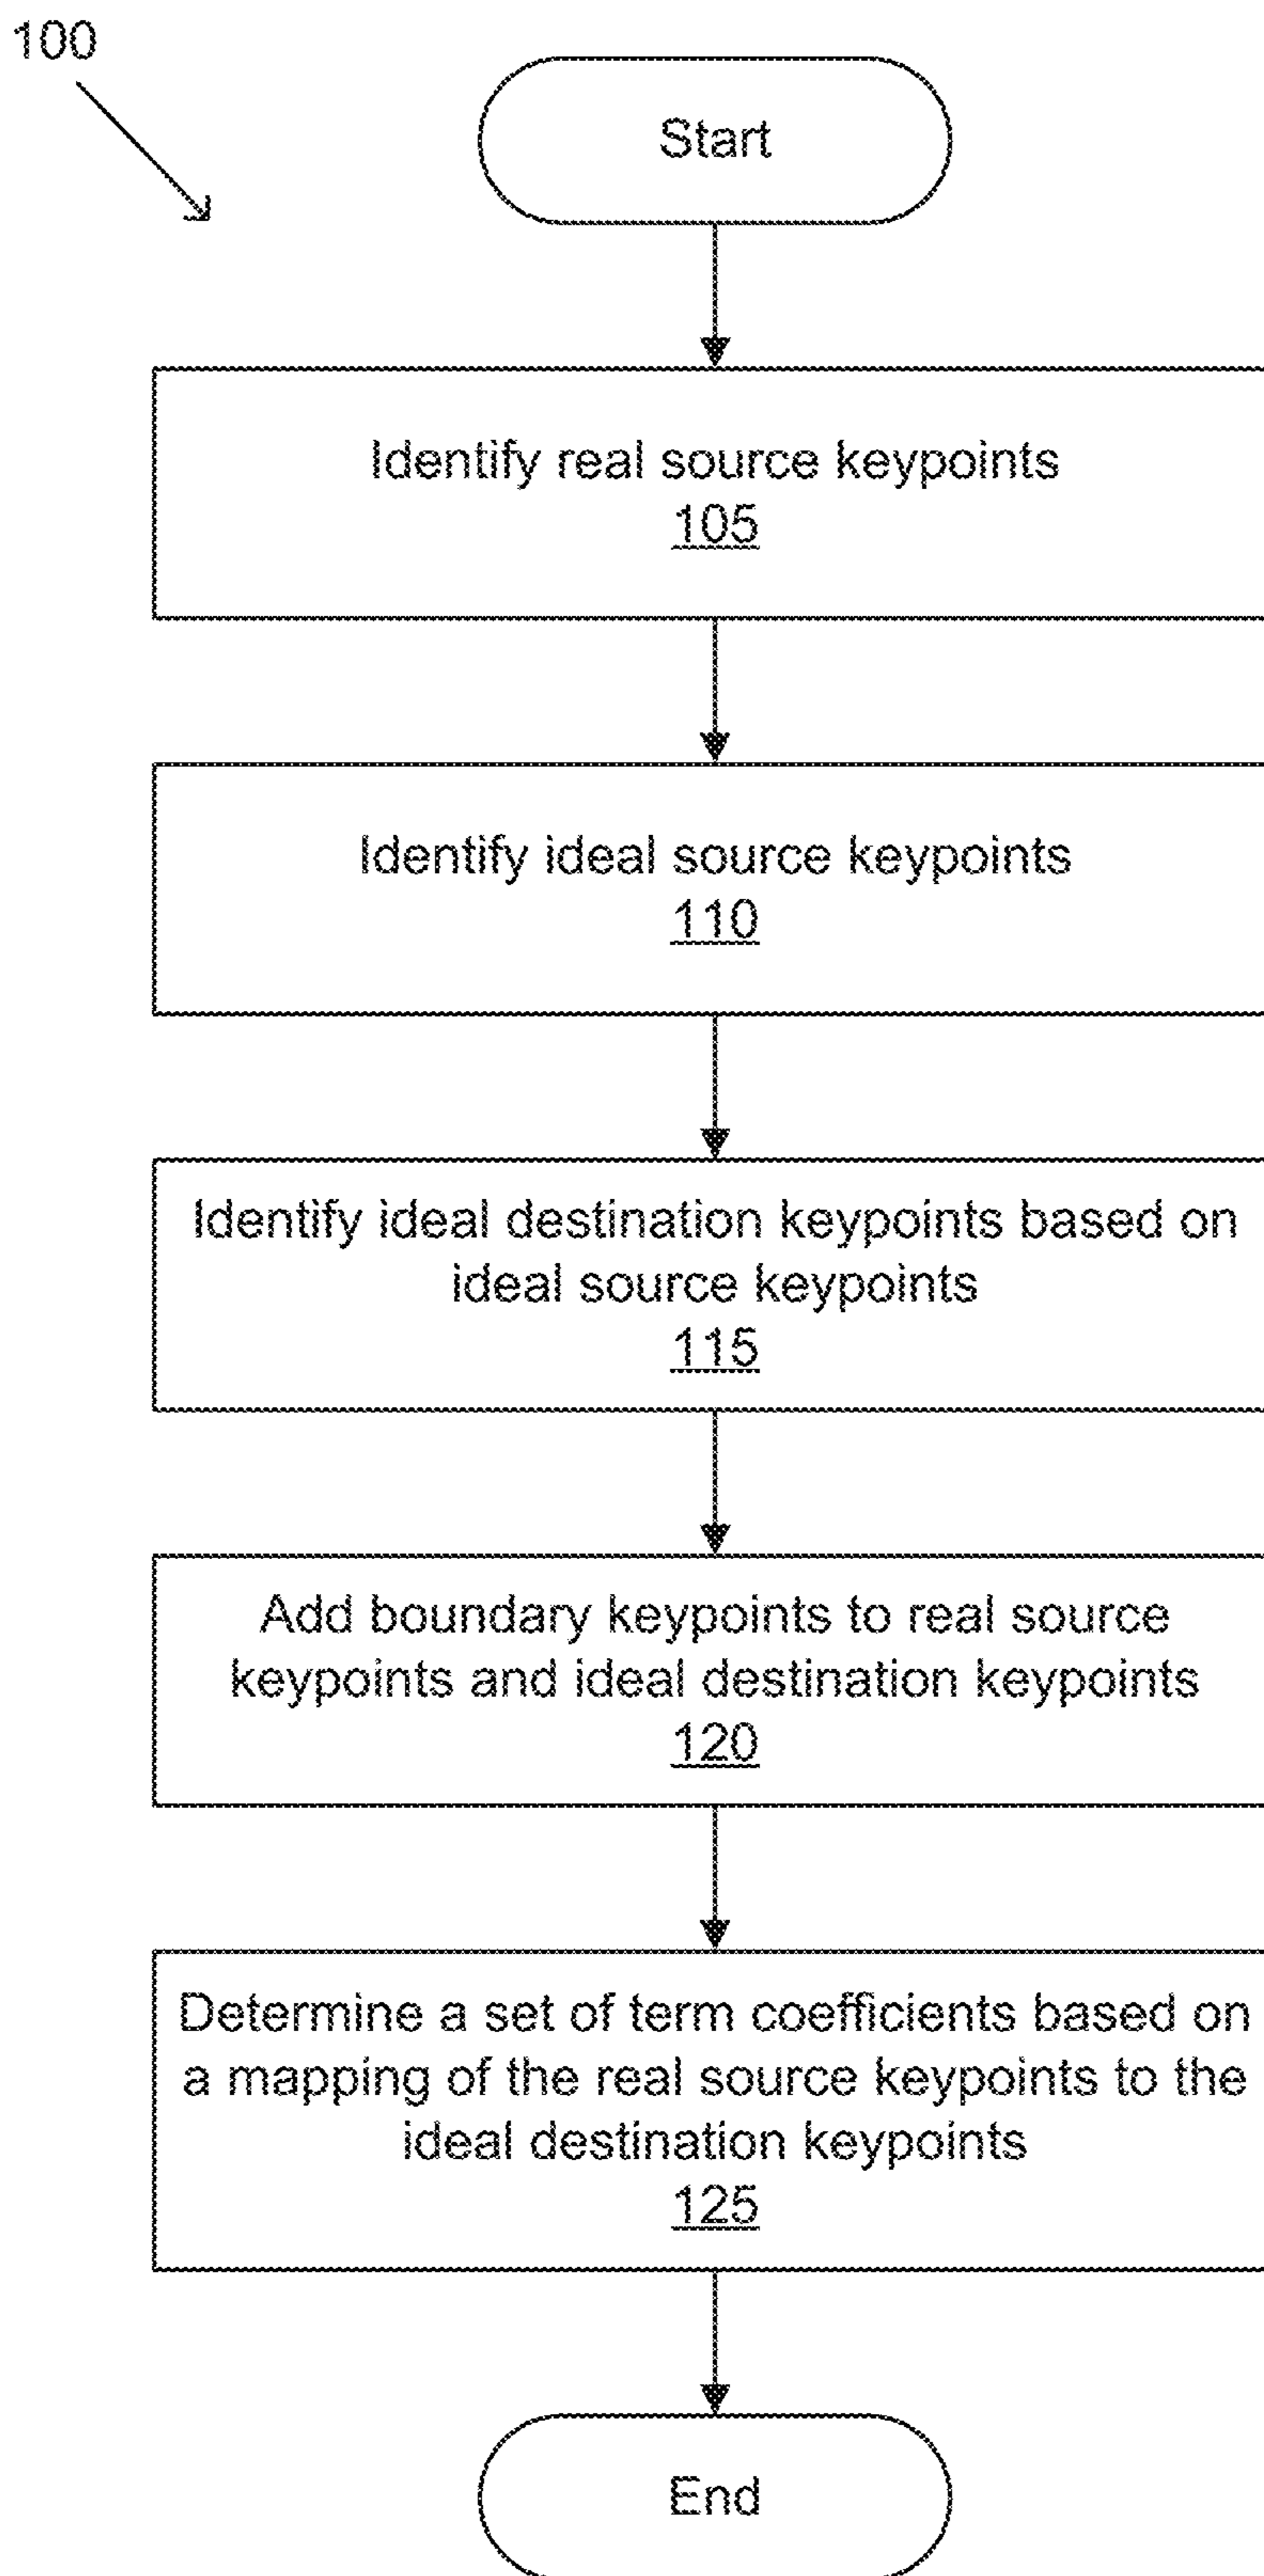 100
Start
Identify real source keypoints
105
Identify ideal source keypoints
110
Identify ideal destination keypoints based on
ideal source keypoints
115
Add boundary keypoints to real source
keypoints and ideal destination keypoints
120
Determine a set of term coefficients based on
a mapping of the real source keypoints to the
ideal destination keypoints
125
End